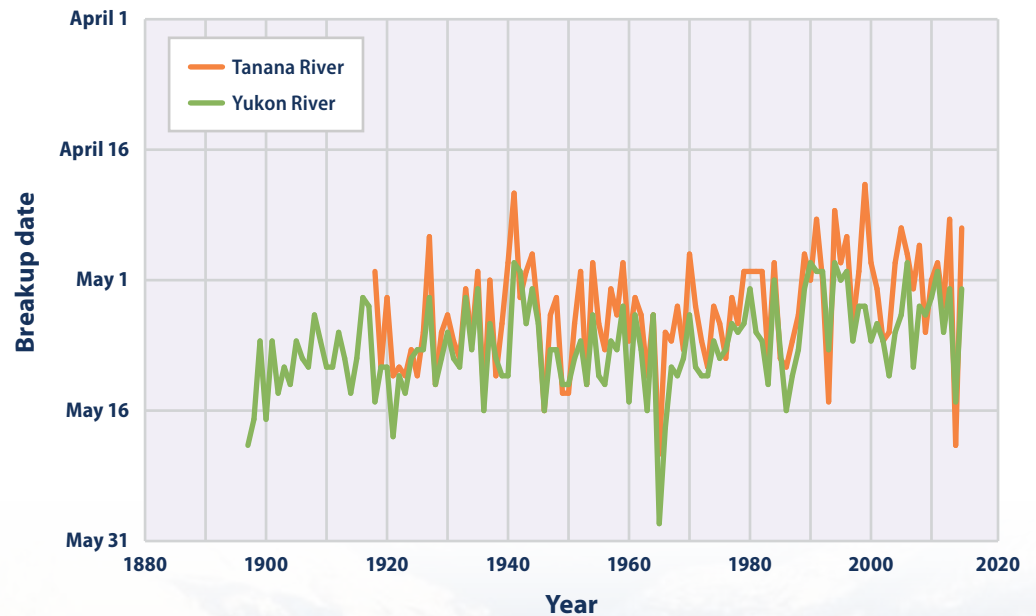 April 1
Tanana River
Yukon River
April 16
Breakup date
May 1
May 16
May 31
1880 1900 1920 1940 1960 1980 2000 2020
Year